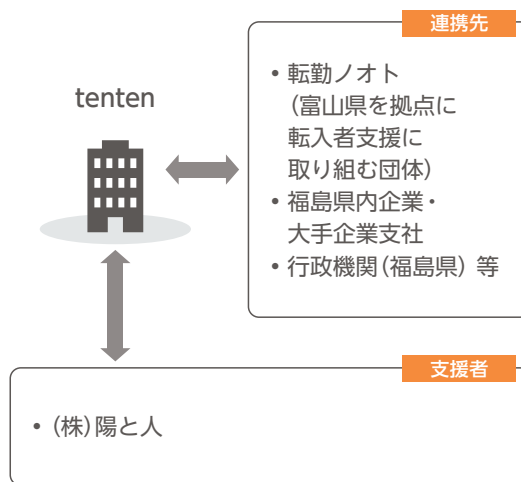 連携先
tenten
• 転勤ノオト
(富山県を拠点に
転入者支援に
取り組む団体)
• 福島県内企業・
大手企業支社
• 行政機関(福島県) 等
支援者
• (株)陽と人